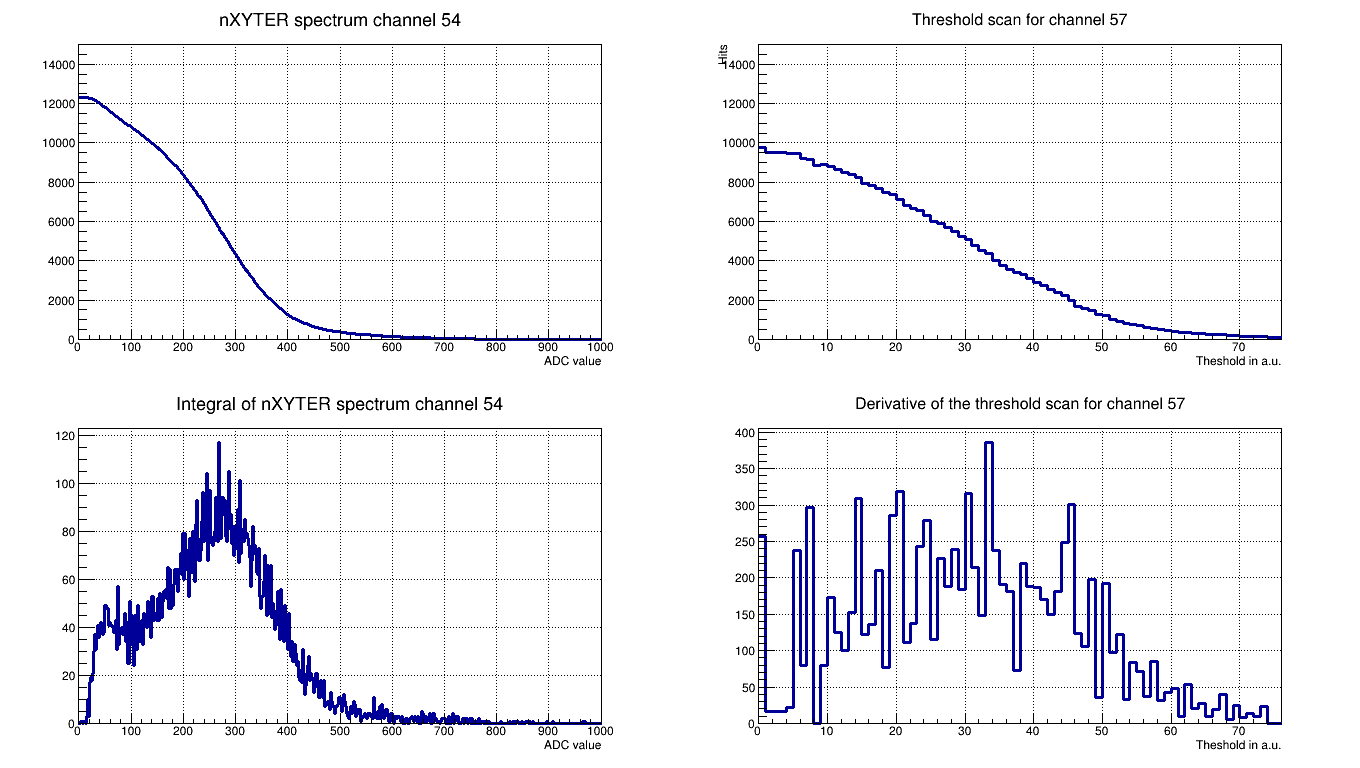 nXYTER spectrum channel 54
14000
12000
10000
8000
6000
4000
2000
0
0 100 200 300 400 500 600 700 800 900 1000
ADC value
Threshold scan for channel 57
Hits
14000
12000
10000
8000
6000
4000
2000
0
0 10 20 30 40 50 60 70
Theshold in a.u.
Integral of nXYTER spectrum channel 54
120
100
80
60
40
20
0
0 100 200 300 400 500 600 700 800 900 1000
ADC value
Derivative of the threshold scan for channel 57
400
350
300
250
200
150
100
50
0
0 10 20 30 40 50 60 70
Theshold in a.u.